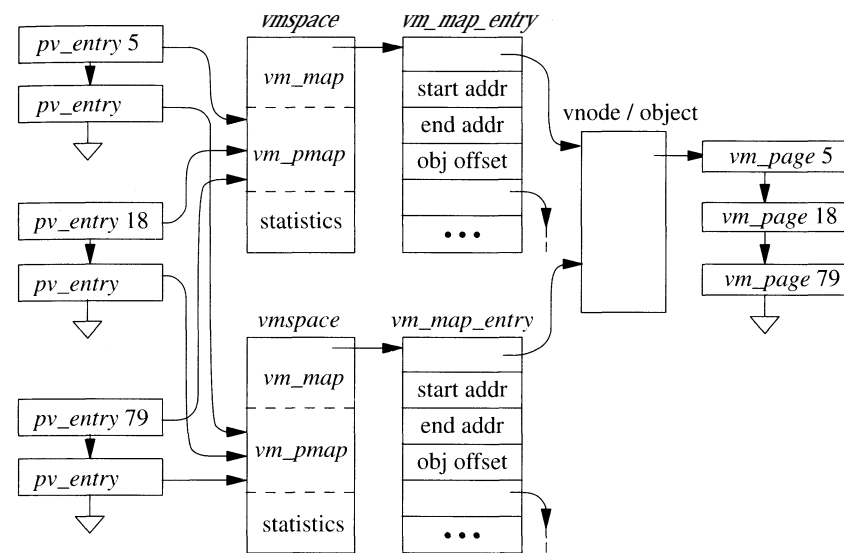 pv_entry 5
pv_entry
pv_entry 18
pv_entry
pv_entry 79
pv_entry
vmspace
vm_map
vm_pmap
statistics
vm_map_entry
start addr
end addr
obj offset
•••
vmspace
vm_map
vm_pmap
statistics
vm_map_entry
start addr
end addr
obj offset
•••
vnode / object
vm_page 5
vm_page 18
vm_page 79